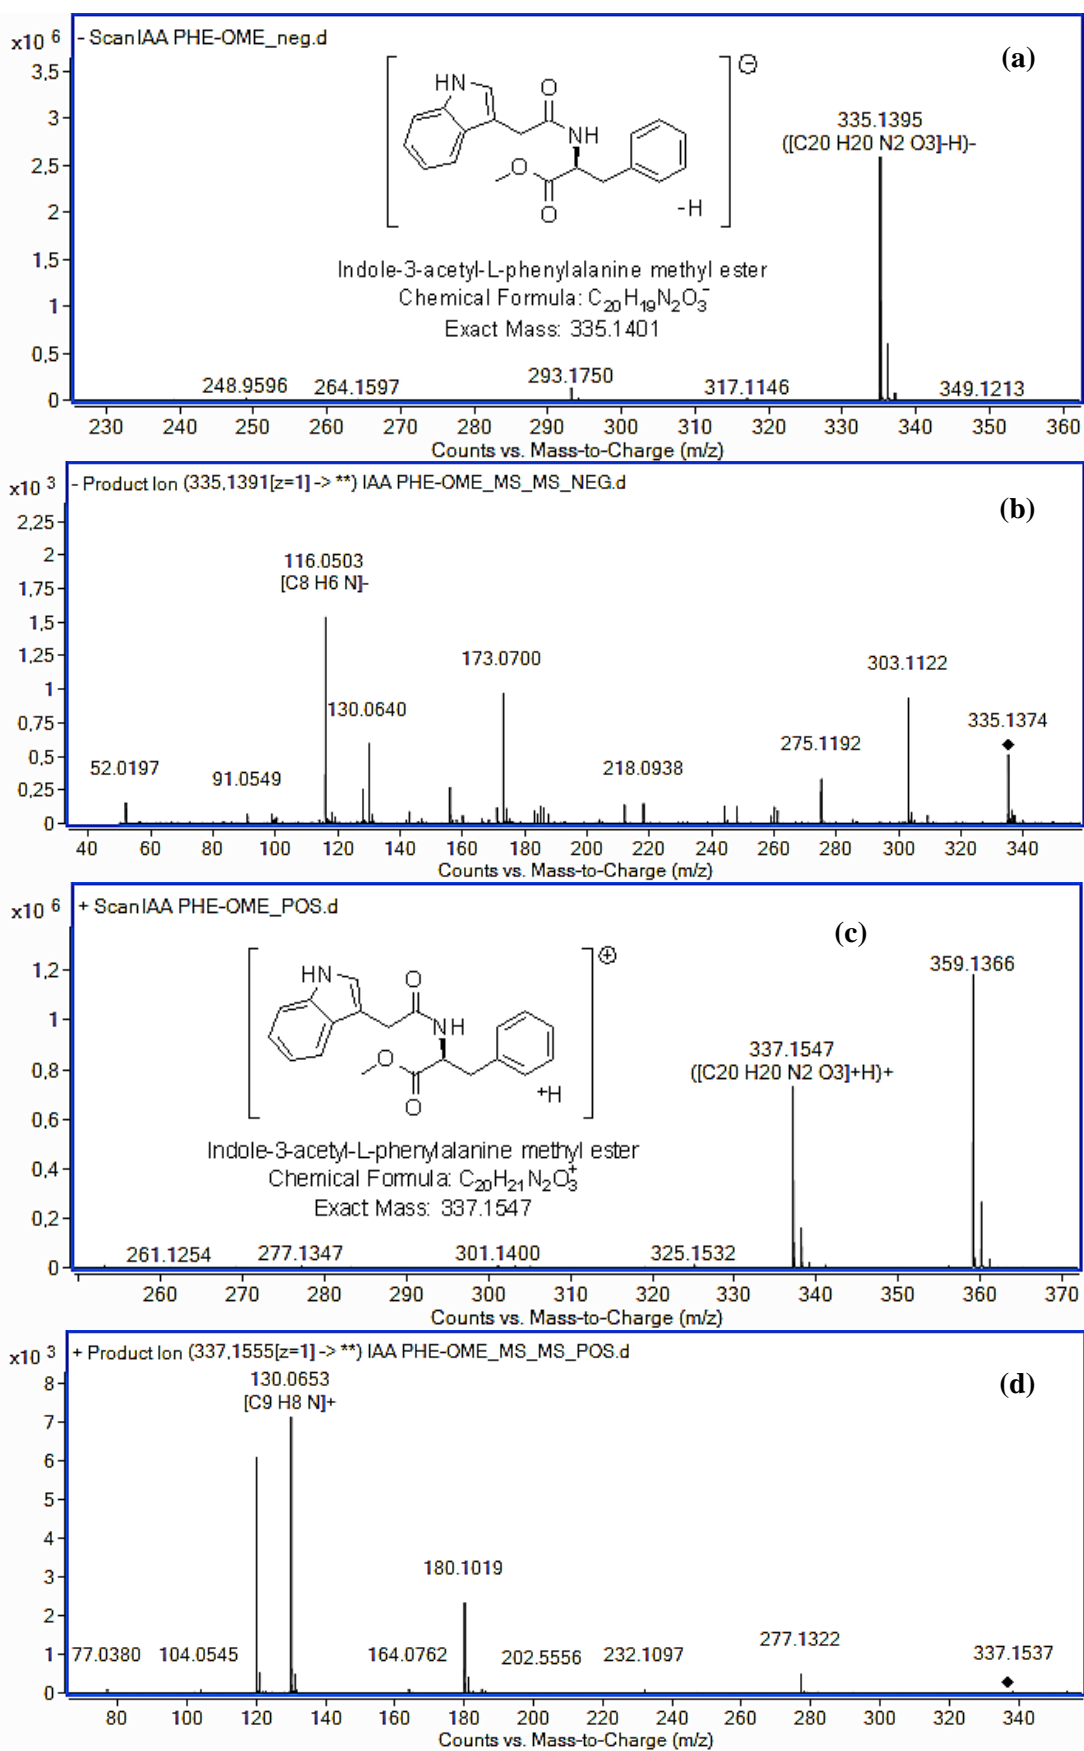 x10 6
- Scan IAA PHE-OME_neg.d
(a)
3,5
3
2,5
2
1,5
1
0,5
0
HN
O
NH
O
O
-H
⊖
335.1395
([C20 H20 N2 O3]-H)-
Indole-3-acetyl-L-phenylalanine methyl ester
Chemical Formula: C20H19N2O3-
Exact Mass: 335.1401
248.9596 264.1597 293.1750 317.1146 349.1213
230 240 250 260 270 280 290 300 310 320 330 340 350 360
Counts vs. Mass-to-Charge (m/z)
x10 3
- Product Ion (335,1391[z=1] -> **) IAA PHE-OME_MS_MS_NEG.d
(b)
2,25
2
1,75
1,5
1,25
1
0,75
0,5
0,25
0
116.0503
[C8 H6 N]-
173.0700
303.1122
130.0640
335.1374
275.1192
52.0197
91.0549
218.0938
40 60 80 100 120 140 160 180 200 220 240 260 280 300 320 340
Counts vs. Mass-to-Charge (m/z)
x10 6
+ Scan IAA PHE-OME_POS.d
(c)
1,2
1
0,8
0,6
0,4
0,2
0
HN
O
NH
O
O
+H
⊕
359.1366
337.1547
([C20 H20 N2 O3]+H)+
Indole-3-acetyl-L-phenylalanine methyl ester
Chemical Formula: C20H21N2O3+
Exact Mass: 337.1547
261.1254 277.1347 301.1400 325.1532
260 270 280 290 300 310 320 330 340 350 360 370
Counts vs. Mass-to-Charge (m/z)
x10 3
+ Product Ion (337,1555[z=1] -> **) IAA PHE-OME_MS_MS_POS.d
(d)
8
7
6
5
4
3
2
1
0
130.0653
[C9 H8 N]+
180.1019
77.0380 104.0545 164.0762 202.5556 232.1097 277.1322 337.1537
80 100 120 140 160 180 200 220 240 260 280 300 320 340
Counts vs. Mass-to-Charge (m/z)